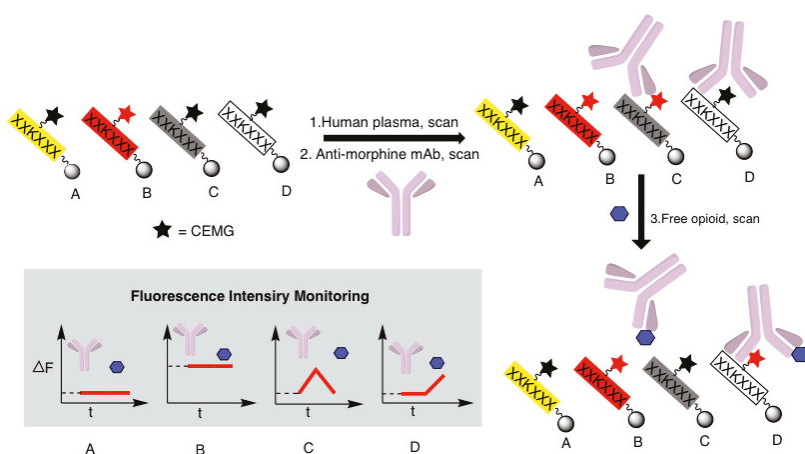 XXKXXX XXKXXX XXKXXX XXKXXX
A B C D
1.Human plasma, scan
2. Anti-morphine mAb, scan
XXKXXX XXKXXX XXKXXX XXKXXX
A B C D
= CEMG
3.Free opioid, scan
Fluorescence Intensiry Monitoring
△F
t t t t
A B C D
XXKXXX XXKXXX XXKXXX XXKXXX
A B C D